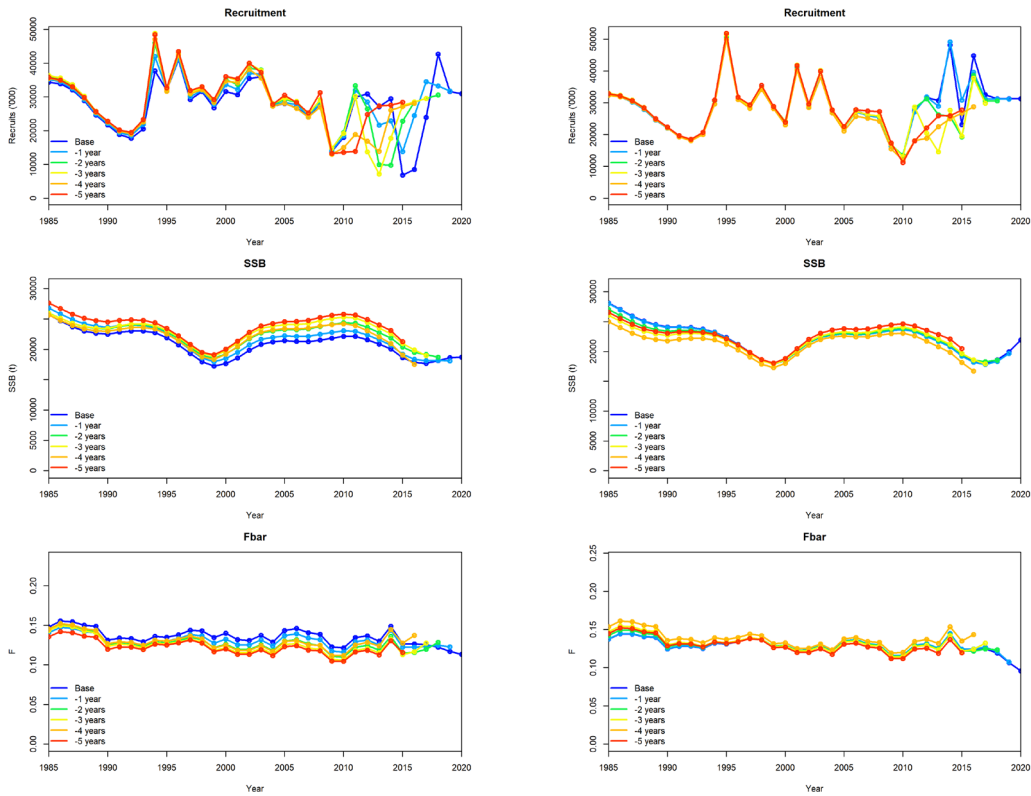 Recruitment
Recruits ('000)
50000
40000
30000
20000
10000
0
Base
-1 year
-2 years
-3 years
-4 years
-5 years
1985 1990 1995 2000 2005 2010 2015 2020
Year
Recruitment
Recruits ('000)
50000
40000
30000
20000
10000
0
Base
-1 year
-2 years
-3 years
-4 years
-5 years
1985 1990 1995 2000 2005 2010 2015 2020
Year
SSB
SSB (t)
30000
20000
10000
5000
0
Base
-1 year
-2 years
-3 years
-4 years
-5 years
1985 1990 1995 2000 2005 2010 2015 2020
Year
SSB
SSB (t)
30000
20000
10000
5000
0
Base
-1 year
-2 years
-3 years
-4 years
-5 years
1985 1990 1995 2000 2005 2010 2015 2020
Year
Fbar
F
0.20
0.15
0.10
0.05
0.00
Base
-1 year
-2 years
-3 years
-4 years
-5 years
1985 1990 1995 2000 2005 2010 2015 2020
Year
Fbar
F
0.25
0.20
0.15
0.10
0.05
0.00
Base
-1 year
-2 years
-3 years
-4 years
-5 years
1985 1990 1995 2000 2005 2010 2015 2020
Year